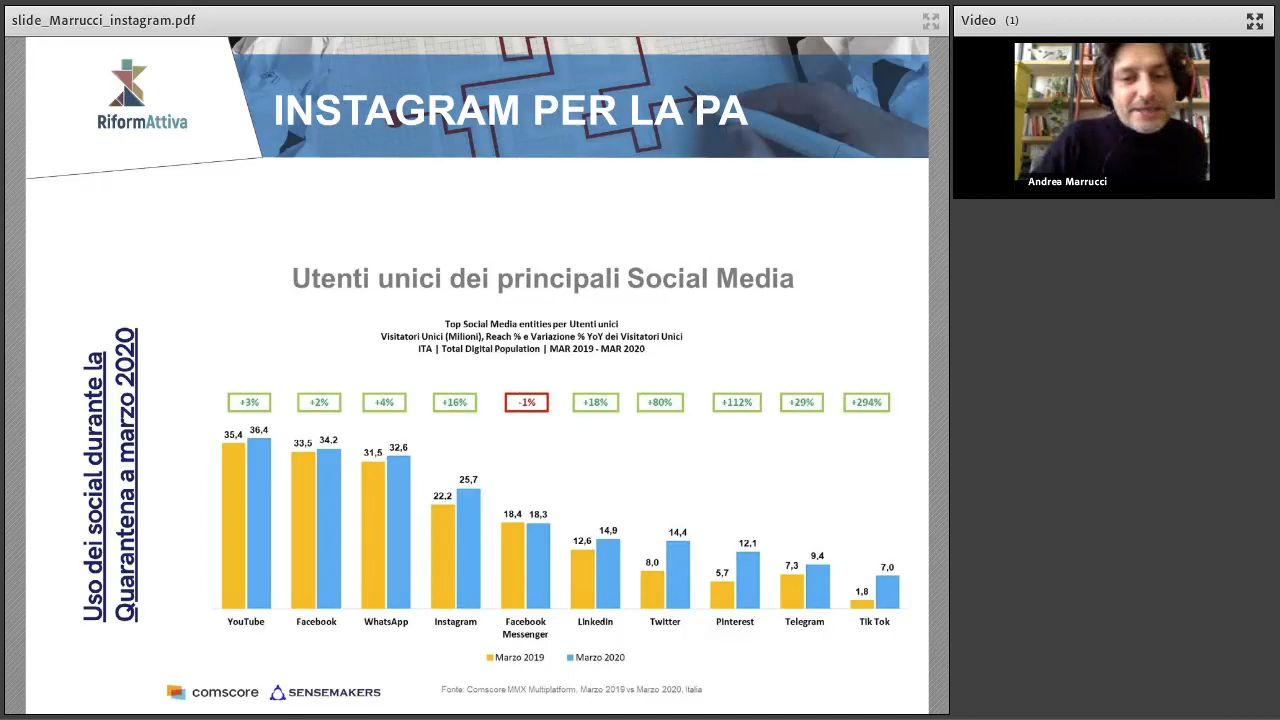 slide_Marrucci_instagram.pdf
Video (1)
Andrea Marrucci
RiformAttiva
INSTAGRAM PER LA PA
Utenti unici dei principali Social Media
Uso dei social durante la
Quarantena a marzo 2020
Top Social Media entities per Utenti unici
Visitatori Unici (Milioni), Reach % e Variazione % YoY dei Visitatori Unici
ITA | Total Digital Population | MAR 2019 - MAR 2020
+3% +2% +4% +16% -1% +18% +80% +112% +29% +294%
35,4 36,4 33,5 34,2 31,5 32,6 22,2 25,7 18,4 18,3 12,6 14,9 8,0 14,4 5,7 12,1 7,3 9,4 1,8 7,0
YouTube Facebook WhatsApp Instagram Facebook LinkedIn Twitter Pinterest Telegram Tik Tok
Messenger
Marzo 2019 Marzo 2020
comscore SENSEMAKERS
Fonte: Comscore MMX Multiplatform, Marzo 2019 vs Marzo 2020, Italia